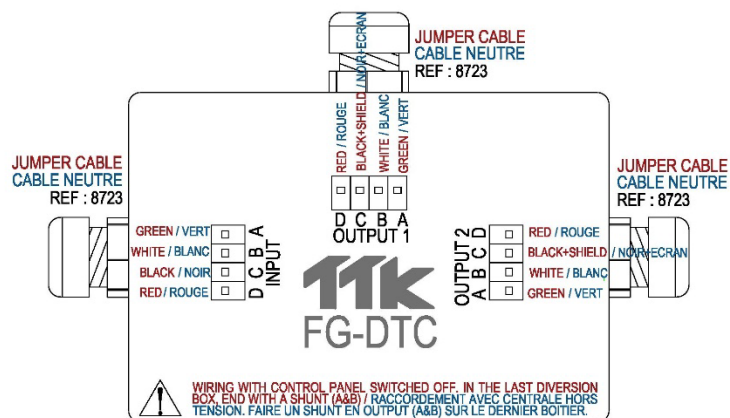 JUMPER CABLE
CABLE NEUTRE
REF : 8723
JUMPER CABLE
CABLE NEUTRE
REF : 8723
JUMPER CABLE
CABLE NEUTRE
REF : 8723
RED / ROUGE
BLACK+SHIELD / NOIR+ECRAN
WHITE / BLANC
GREEN / VERT
D C B A
OUTPUT 1
GREEN / VERT
WHITE / BLANC
BLACK / NOIR
RED / ROUGE
D C B A
INPUT
OUTPUT 2
A B C D
RED / ROUGE
BLACK+SHIELD / NOIR+ECRAN
WHITE / BLANC
GREEN / VERT
TTK
FG-DTC
WIRING WITH CONTROL PANEL SWITCHED OFF. IN THE LAST DIVERSION
BOX, END WITH A SHUNT (A&B) / RACCORDEMENT AVEC CENTRALE HORS
TENSION. FAIRE UN SHUNT EN OUTPUT (A&B) SUR LE DERNIER BOITIER.